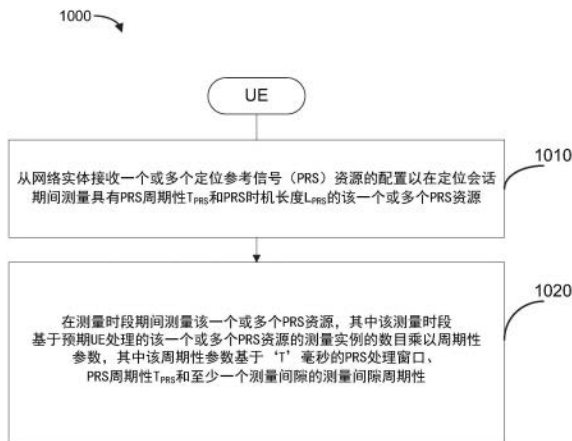 1000
UE
1010
从网络实体接收一个或多个定位参考信号（PRS）资源的配置以在定位会话
期间测量具有PRS周期性TPRS和PRS时机长度LPRS的该一个或多个PRS资源
1020
在测量时段期间测量该一个或多个PRS资源，其中该测量时段
基于预期UE处理的该一个或多个PRS资源的测量实例的数目乘以周期性
参数，其中该周期性参数基于‘T’毫秒的PRS处理窗口、
PRS周期性TPRS和至少一个测量间隙的测量间隙周期性